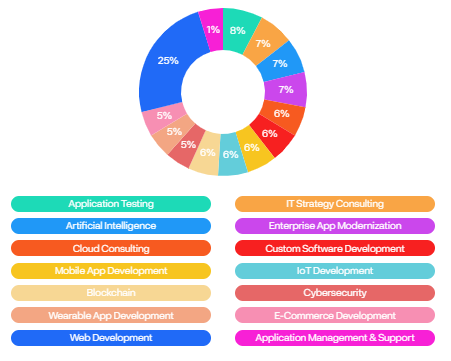 1%
8%
7%
7%
7%
6%
6%
6%
6%
6%
5%
5%
5%
25%
Application Testing
IT Strategy Consulting
Artificial Intelligence
Enterprise App Modernization
Cloud Consulting
Custom Software Development
Mobile App Development
IoT Development
Blockchain
Cybersecurity
Wearable App Development
E-Commerce Development
Web Development
Application Management & Support